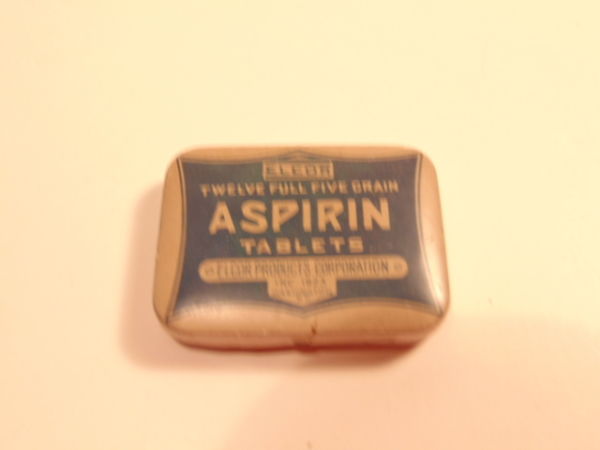 ELCOR
TWELVE FULL FIVE GRAIN
ASPIRIN
TABLETS
ELCOR PRODUCTS CORPORATION